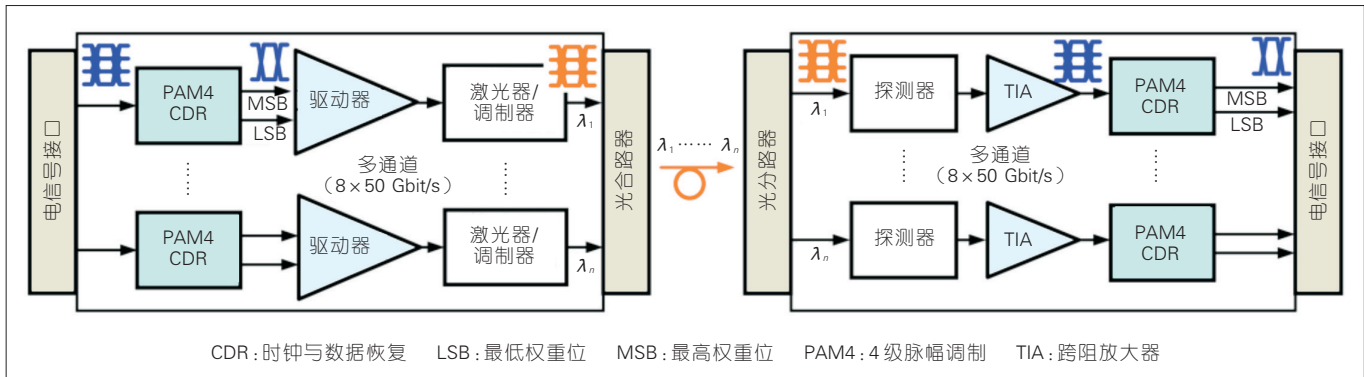 电信号接口
PAM4
CDR
MSB
LSB
驱动器
激光器/
调制器
λ1
多通道
(8×50 Gbit/s)
PAM4
CDR
驱动器
激光器/
调制器
λn
光合路器
λ1 …… λn
光分路器
λ1
探测器
TIA
PAM4
CDR
MSB
LSB
多通道
(8×50 Gbit/s)
λn
探测器
TIA
PAM4
CDR
电信号接口
CDR:时钟与数据恢复 LSB:最低权重位 MSB:最高权重位 PAM4:4级脉幅调制 TIA:跨阻放大器